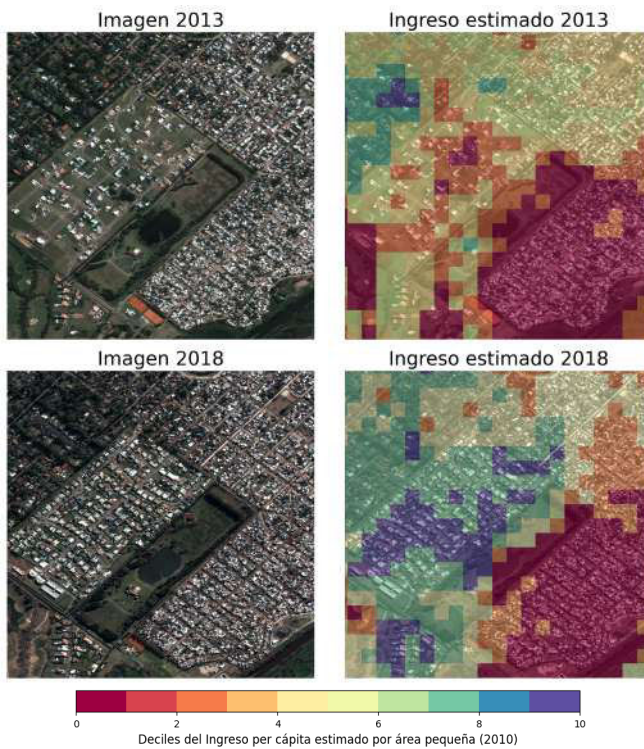 Imagen 2013
Ingreso estimado 2013
Imagen 2018
Ingreso estimado 2018
0 2 4 6 8 10
Deciles del Ingreso per cápita estimado por área pequeña (2010)